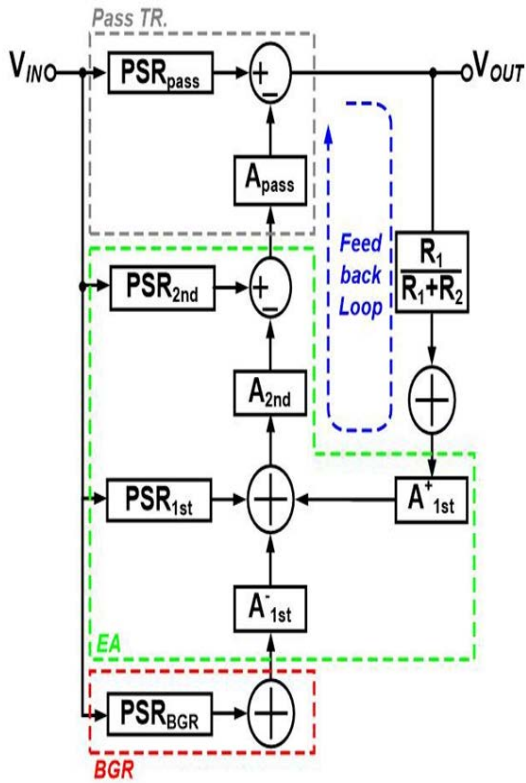 Pass TR.
V_IN
PSR_pass
+
−
V_OUT
A_pass
Feed
back
Loop
R_1
R_1+R_2
PSR_2nd
+
−
A_2nd
+
PSR_1st
+
A^+_1st
A^-_1st
EA
PSR_BGR
+
BGR